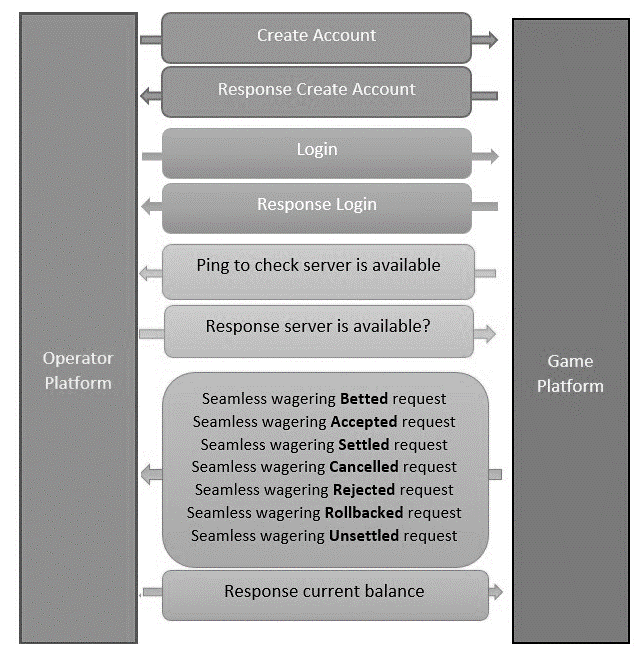 Create Account
Response Create Account
Login
Response Login
Ping to check server is available
Response server is available?
Operator
Platform
Game
Platform
Seamless wagering Betted request
Seamless wagering Accepted request
Seamless wagering Settled request
Seamless wagering Cancelled request
Seamless wagering Rejected request
Seamless wagering Rollbacked request
Seamless wagering Unsettled request
Response current balance